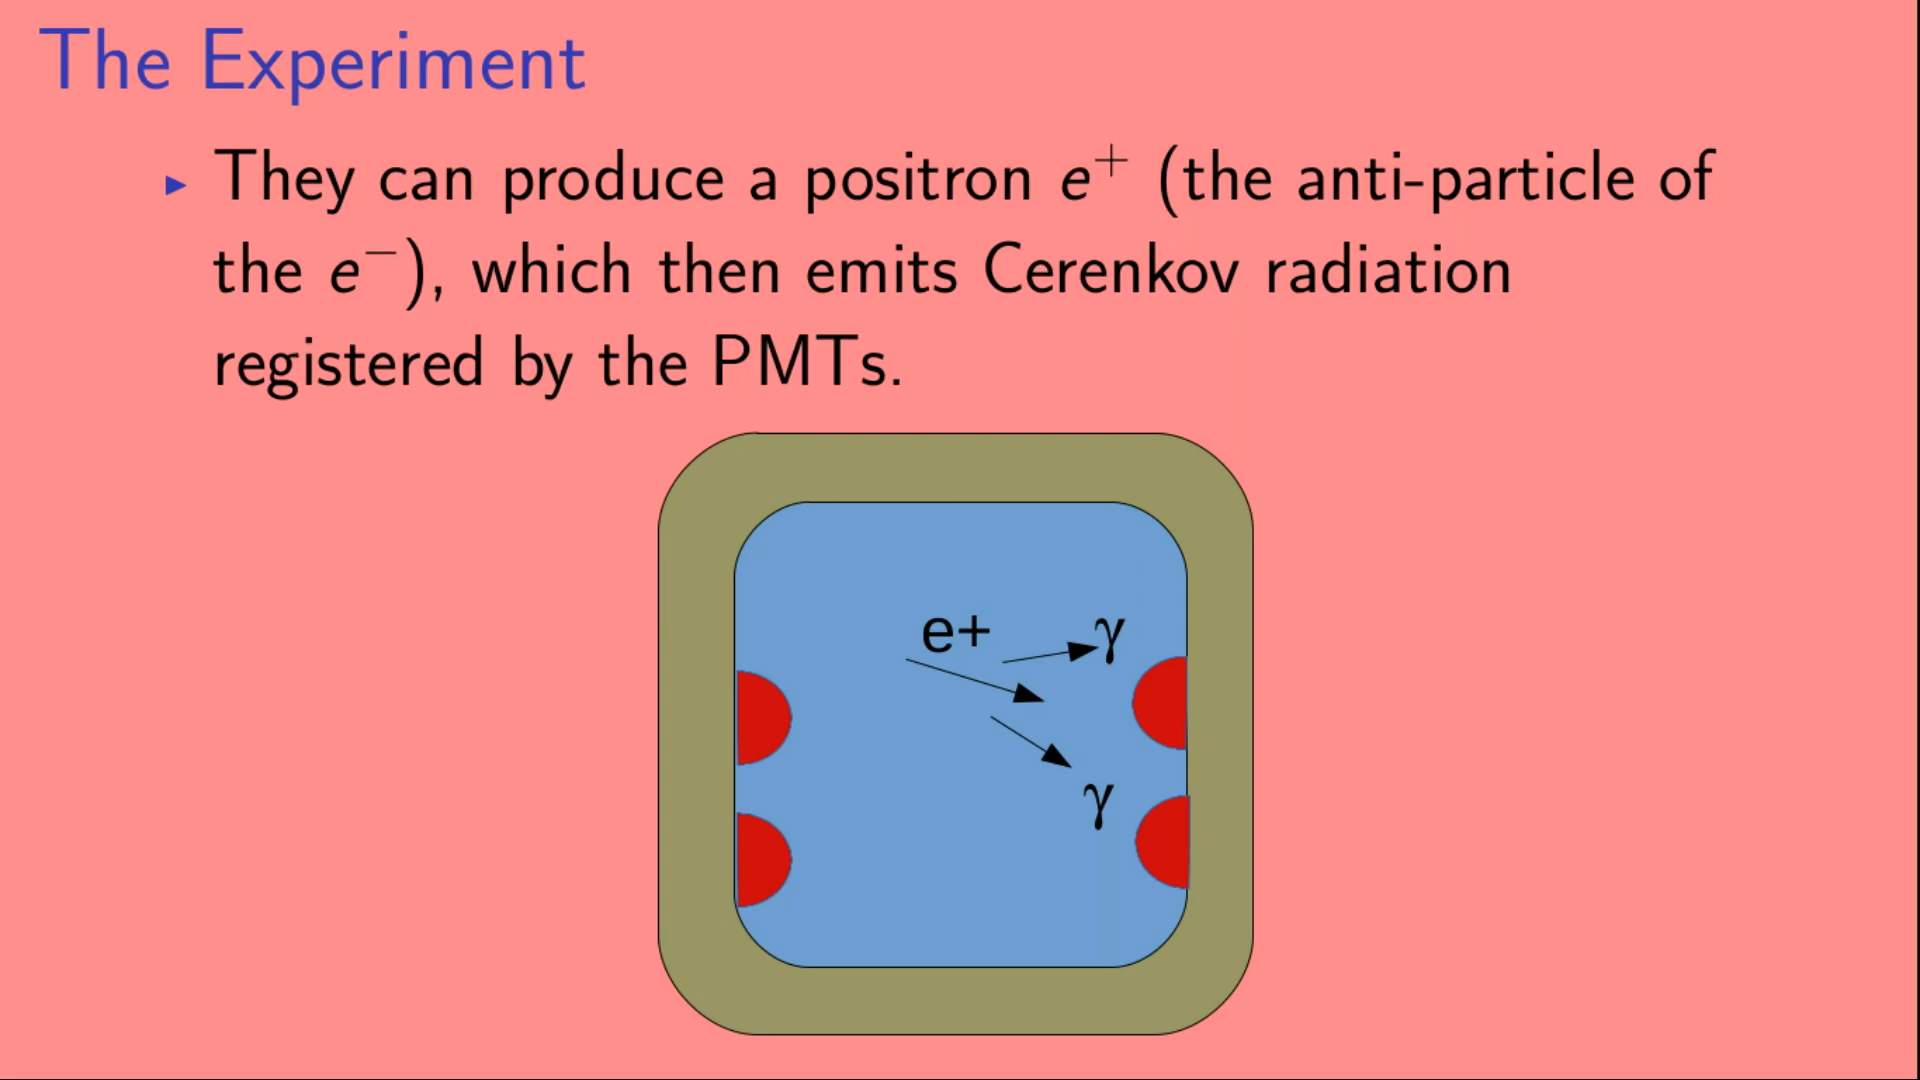 The Experiment
▸ They can produce a positron e⁺ (the anti-particle of
the e⁻), which then emits Cerenkov radiation
registered by the PMTs.
e+
γ
γ